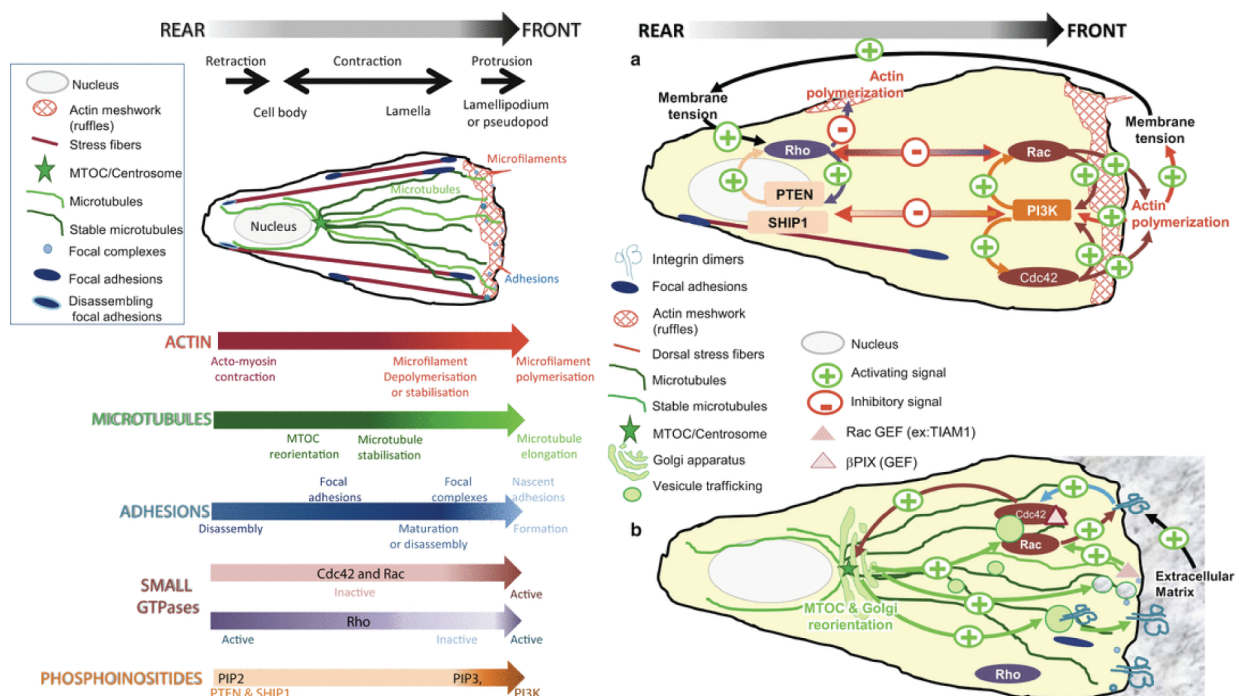 REAR
FRONT
Retraction
Contraction
Protrusion
Cell body
Lamella
Lamellipodium
or pseudopod
Nucleus
Actin meshwork
(ruffles)
Stress fibers
MTOC/Centrosome
Microtubules
Stable microtubules
Focal complexes
Focal adhesions
Disassembling
focal adhesions
Microfilaments
Microtubules
Nucleus
Adhesions
ACTIN
Acto-myosin
contraction
Microfilament
Depolymerisation
or stabilisation
Microfilament
polymerisation
MICROTUBULES
MTOC
reorientation
Microtubule
stabilisation
Microtubule
elongation
ADHESIONS
Focal
adhesions
Focal
complexes
Nascent
adhesions
Disassembly
Maturation
or disassembly
Formation
SMALL
GTPases
Cdc42 and Rac
Inactive
Active
Rho
Active
Inactive
Active
PHOSPHOINOSITIDES
PIP2
PIP3,
PTEN & SHIP1
PI3K
REAR
FRONT
a
Actin
polymerization
Membrane
tension
Membrane
tension
Rho
Rac
PTEN
SHIP1
PI3K
Actin
polymerization
Cdc42
Integrin dimers
Focal adhesions
Actin meshwork
(ruffles)
Dorsal stress fibers
Microtubules
Stable microtubules
MTOC/Centrosome
Golgi apparatus
Vesicule trafficking
Nucleus
Activating signal
Inhibitory signal
Rac GEF (ex:TIAM1)
βPIX (GEF)
b
Cdc42
Rac
MTOC & Golgi
reorientation
Extracellular
Matrix
Rho